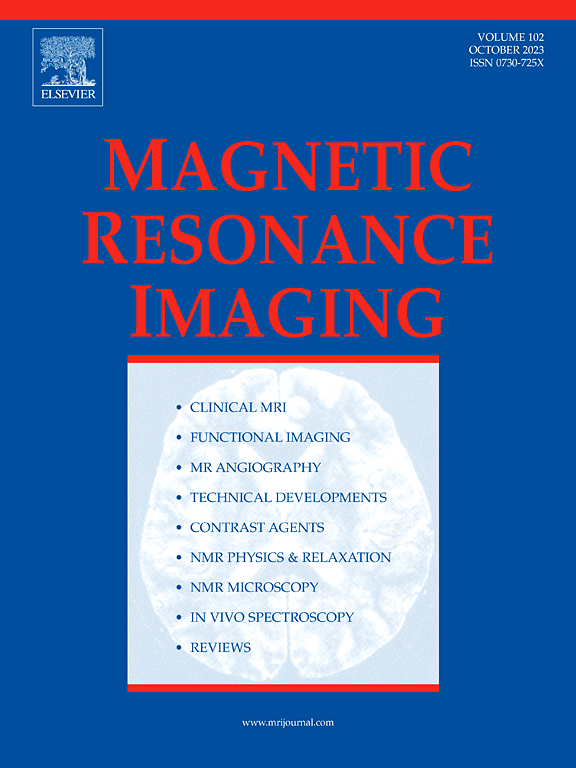 VOLUME 102
OCTOBER 2023
ISSN 0730-725X
ELSEVIER
MAGNETIC
RESONANCE
IMAGING
• CLINICAL MRI
• FUNCTIONAL IMAGING
• MR ANGIOGRAPHY
• TECHNICAL DEVELOPMENTS
• CONTRAST AGENTS
• NMR PHYSICS & RELAXATION
• NMR MICROSCOPY
• IN VIVO SPECTROSCOPY
• REVIEWS
www.mrijournal.com